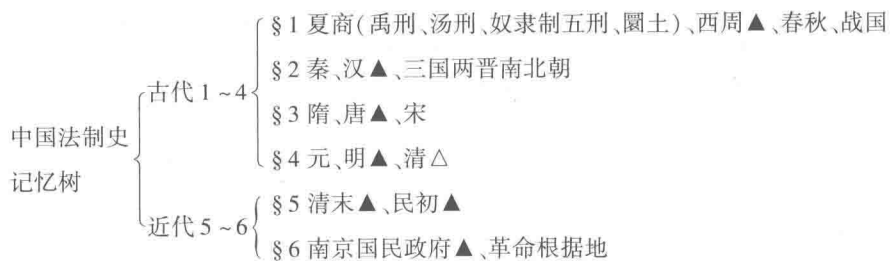 §1 夏商(禹刑、汤刑、奴隶制五刑、圜土)、西周▲、春秋、战国
古代1~4
§2 秦、汉▲、三国两晋南北朝
§3 隋、唐▲、宋
§4 元、明▲、清△
中国法制史
记忆树
近代5~6
§5 清末▲、民初▲
§6 南京国民政府▲、革命根据地